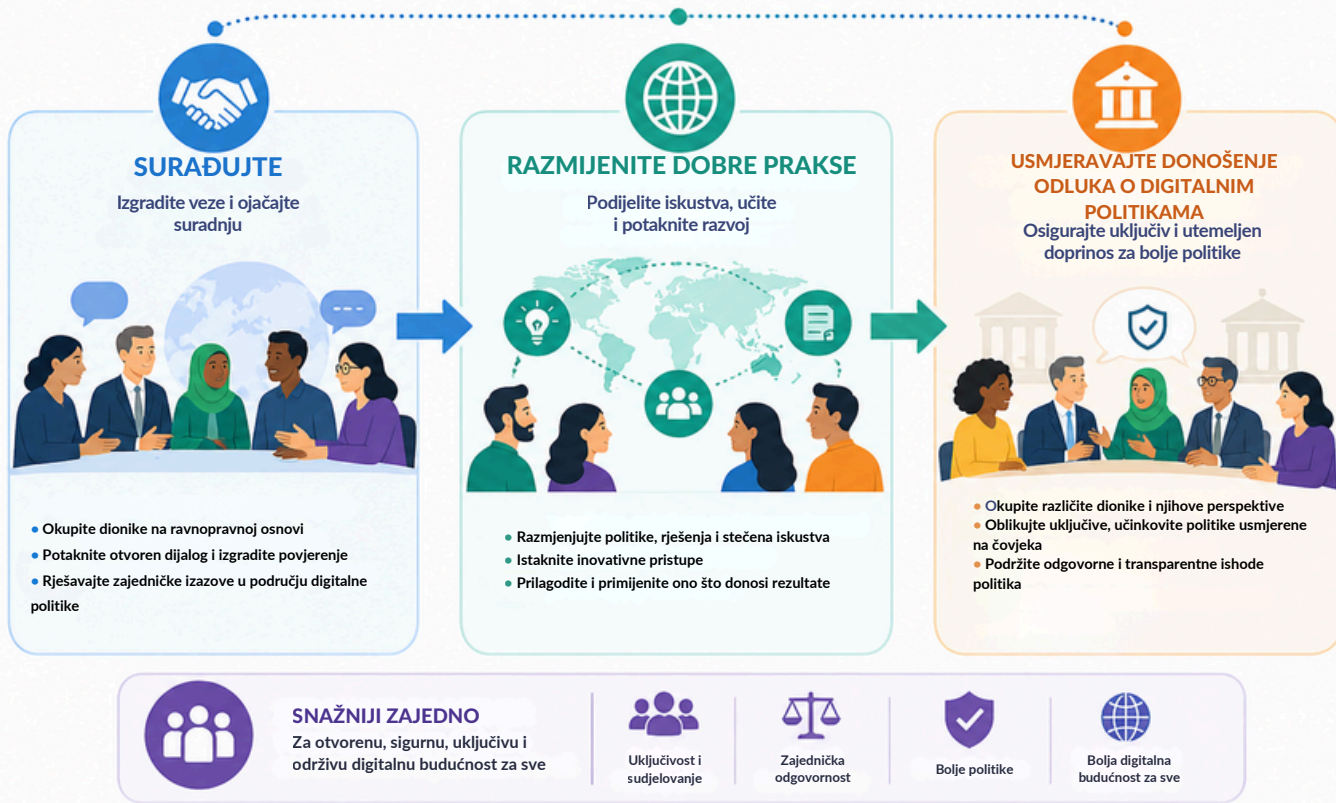 SURAĐUJTE
Izgradite veze i ojačajte
suradnju
• Okupite dionike na ravnopravnoj osnovi
• Potaknite otvoren dijalog i izgradite povjerenje
• Rješavajte zajedničke izazove u području digitalne
politike
RAZMIJENITE DOBRE PRAKSE
Podijelite iskustva, učite
i potaknite razvoj
• Razmjenjujte politike, rješenja i stečena iskustva
• Istaknite inovativne pristupe
• Prilagodite i primijenite ono što donosi rezultate
USMJERAVAJTE DONOŠENJE
ODLUKA O DIGITALNIM
POLITIKAMA
Osigurajte uključiv i utemeljen
doprinos za bolje politike
• Okupite različite dionike i njihove perspektive
• Oblikujte uključive, učinkovite politike usmjerene
na čovjeka
• Podržite odgovorne i transparentne ishode
politika
SNAŽNIJI ZAJEDNO
Za otvorenu, sigurnu, uključivu i
održivu digitalnu budućnost za sve
Uključivost i
sudjelovanje
Zajednička
odgovornost
Bolje politike
Bolja digitalna
budućnost za sve